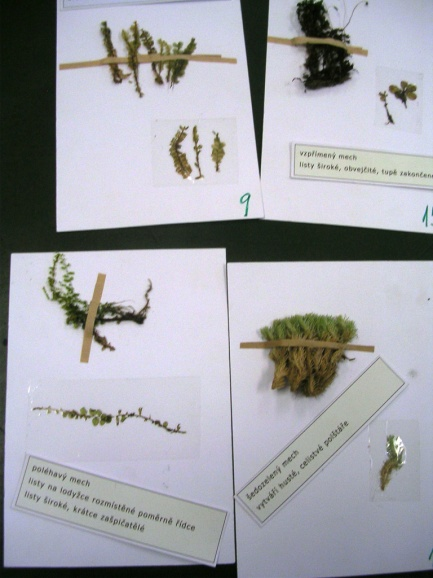 9
vzpřímený mech
listy široké, obvejčité, tupě zakončené
poléhavý mech
listy na lodyžce rozmístěné poměrně řídce
listy široké, krátce zašpičatělé
šedozelený mech
vytváří husté, celistvé polštáře